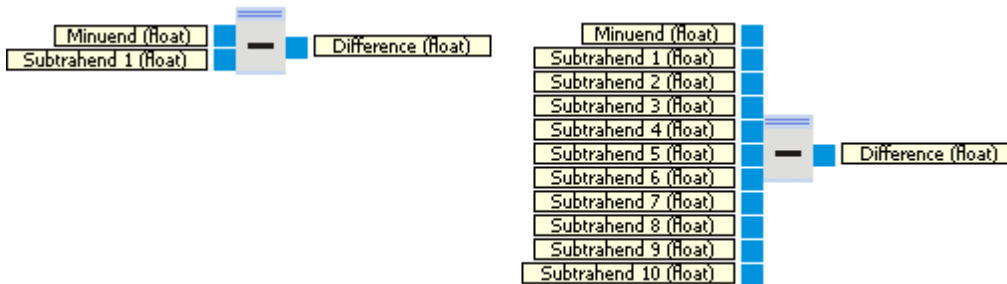 Minuend (float)
Subtrahend 1 (float)
Difference (float)
Minuend (float)
Subtrahend 1 (float)
Subtrahend 2 (float)
Subtrahend 3 (float)
Subtrahend 4 (float)
Subtrahend 5 (float)
Subtrahend 6 (float)
Subtrahend 7 (float)
Subtrahend 8 (float)
Subtrahend 9 (float)
Subtrahend 10 (float)
Difference (float)